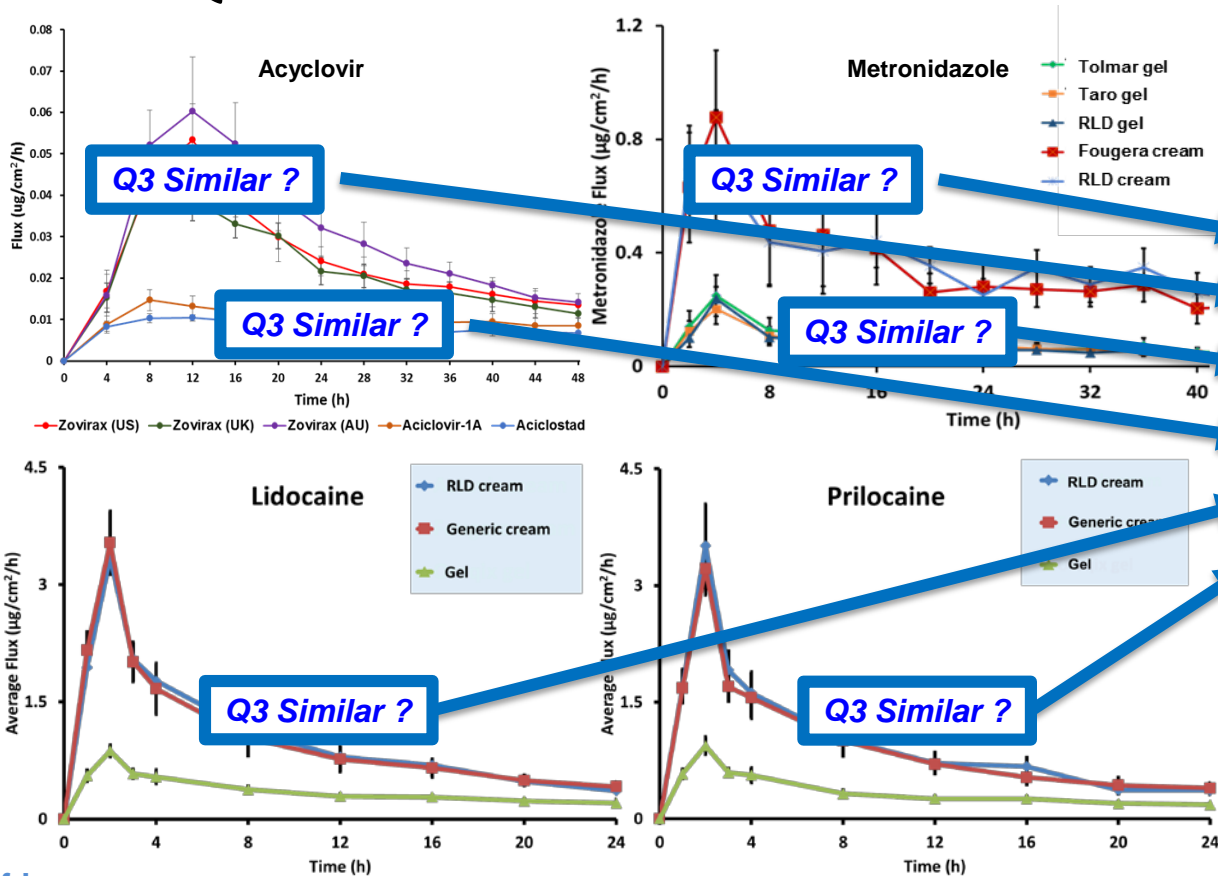 Acyclovir
Flux (ug/cm²/h)
0.08
0.07
0.06
0.05
0.04
0.03
0.02
0.01
0
Q3 Similar ?
Q3 Similar ?
0 4 8 12 16 20 24 28 32 36 40 44 48
Time (h)
Zovirax (US) Zovirax (UK) Zovirax (AU) Aciclovir-1A Aciclostad
Metronidazole
Metronidazole Flux (µg/cm²/h)
1.2
0.8
0.4
0
Tolmar gel
Taro gel
RLD gel
Fougera cream
RLD cream
Q3 Similar ?
Q3 Similar ?
0 8 16 24 32 40
Time (h)
Lidocaine
Average Flux (µg/cm²/h)
4.5
3
1.5
0
RLD cream
Generic cream
Gel
Q3 Similar ?
0 4 8 12 16 20 24
Time (h)
Prilocaine
Average Flux (µg/cm²/h)
4.5
3
1.5
0
RLD cream
Generic cream
Gel
Q3 Similar ?
0 4 8 12 16 20 24
Time (h)